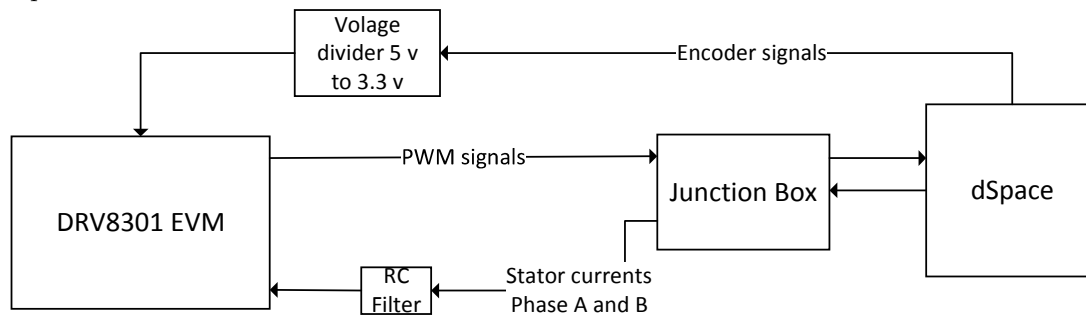 Volage
divider 5 v
to 3.3 v
Encoder signals
PWM signals
DRV8301 EVM
Junction Box
dSpace
RC
Filter
Stator currents
Phase A and B